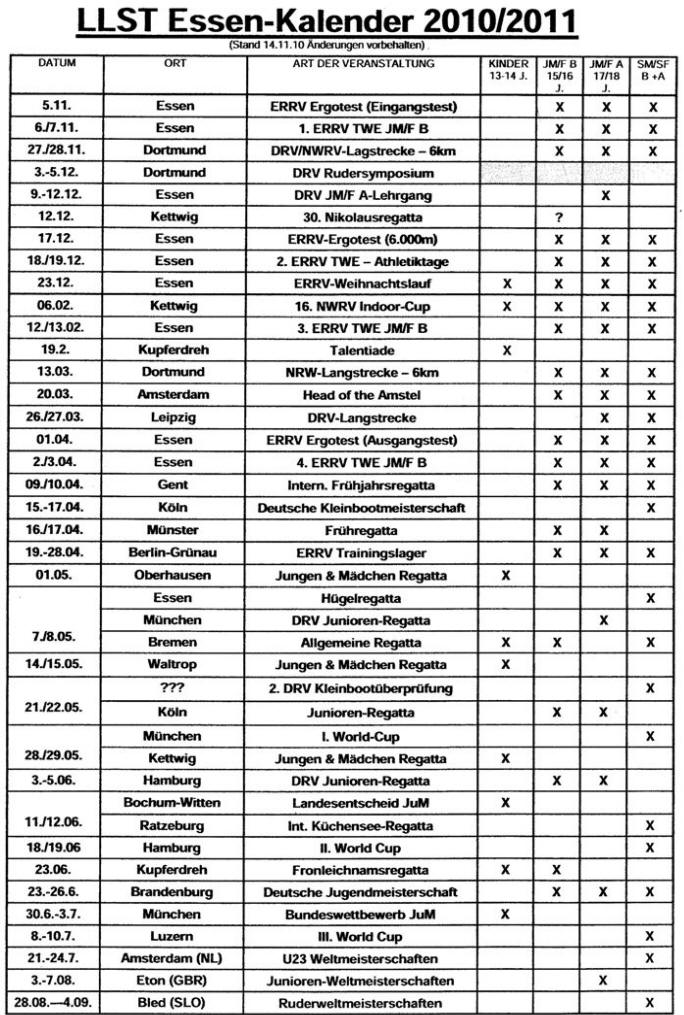 LLST Essen-Kalender 2010/2011
(Stand 14.11.10 Änderungen vorbehalten)
DATUM ORT ART DER VERANSTALTUNG KINDER 13-14 J. JM/F B 15/16 J. JM/F A 17/18 J. SM/SF B +A
5.11. Essen ERRV Ergotest (Eingangstest) X X X
6./7.11. Essen 1. ERRV TWE JM/F B X X X
27./28.11. Dortmund DRV/NWRV-Lagstrecke – 6km X X X
3.-5.12. Dortmund DRV Rudersymposium
9.-12.12. Essen DRV JM/F A-Lehrgang X
12.12. Kettwig 30. Nikolausregatta ?
17.12. Essen ERRV-Ergotest (6.000m) X X X
18./19.12. Essen 2. ERRV TWE – Athletiktage X X X
23.12. Essen ERRV-Weihnachtslauf X X X X
06.02. Kettwig 16. NWRV Indoor-Cup X X X X
12./13.02. Essen 3. ERRV TWE JM/F B X X X
19.2. Kupferdreh Talentiade X
13.03. Dortmund NRW-Langstrecke – 6km X X X
20.03. Amsterdam Head of the Amstel X X X
26./27.03. Leipzig DRV-Langstrecke X X
01.04. Essen ERRV Ergotest (Ausgangstest) X X X
2./3.04. Essen 4. ERRV TWE JM/F B X X X
09./10.04. Gent Intern. Frühjahrsregatta X X X
15.-17.04. Köln Deutsche Kleinbootmeisterschaft X
16./17.04. Münster Frühregatta X X
19.-28.04. Berlin-Grünau ERRV Trainingslager X X X
01.05. Oberhausen Jungen & Mädchen Regatta X
Essen Hügelregatta X
München DRV Junioren-Regatta X
7./8.05. Bremen Allgemeine Regatta X X X
14./15.05. Waltrop Jungen & Mädchen Regatta X
??? 2. DRV Kleinbootüberprüfung X
21./22.05. Köln Junioren-Regatta X X
München I. World-Cup X
28./29.05. Kettwig Jungen & Mädchen Regatta X
3.-5.06. Hamburg DRV Junioren-Regatta X X
Bochum-Witten Landesentscheid JuM X
11./12.06. Ratzeburg Int. Küchensee-Regatta X
18./19.06 Hamburg II. World Cup X
23.06. Kupferdreh Fronleichnamsregatta X X
23.-26.6. Brandenburg Deutsche Jugendmeisterschaft X X X
30.6.-3.7. München Bundeswettbewerb JuM X
8.-10.7. Luzern III. World Cup X
21.-24.7. Amsterdam (NL) U23 Weltmeisterschaften X
3.-7.08. Eton (GBR) Junioren-Weltmeisterschaften X
28.08.—4.09. Bled (SLO) Ruderweltmeisterschaften X